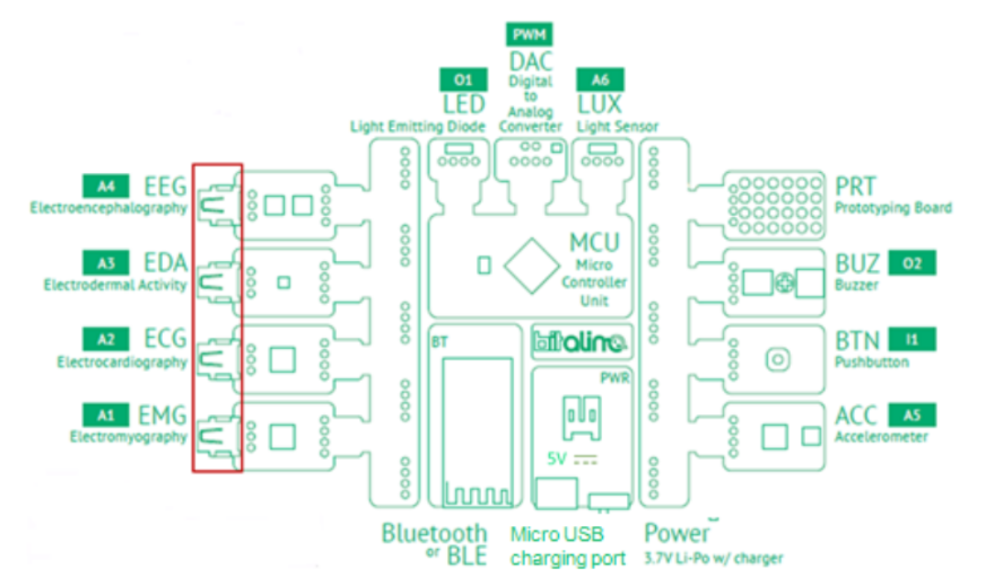 PWM
DAC
Digital
to
Analog
Converter
O1
LED
Light Emitting Diode
A6
LUX
Light Sensor
A4 EEG
Electroencephalography
A3 EDA
Electrodermal Activity
A2 ECG
Electrocardiography
A1 EMG
Electromyography
MCU
Micro
Controller
Unit
BT
bitalino
PWR
5V
PRT
Prototyping Board
BUZ O2
Buzzer
BTN I1
Pushbutton
ACC A5
Accelerometer
Bluetooth
or BLE
Micro USB
charging port
Power
3.7V Li-Po w/ charger